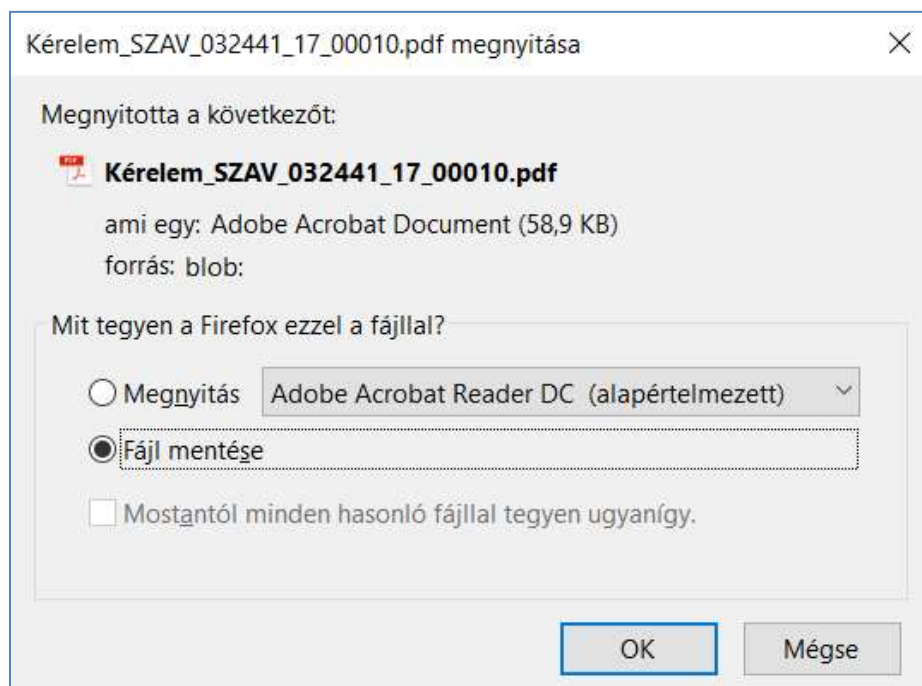 Kérelem_SZAV_032441_17_00010.pdf megnyitása
Megnyitotta a következőt:
Kérelem_SZAV_032441_17_00010.pdf
ami egy: Adobe Acrobat Document (58,9 KB)
forrás: blob:
Mit tegyen a Firefox ezzel a fájllal?
Megnyitás Adobe Acrobat Reader DC (alapértelmezett)
Fájl mentése
Mostantól minden hasonló fájllal tegyen ugyanígy.
OK Mégse